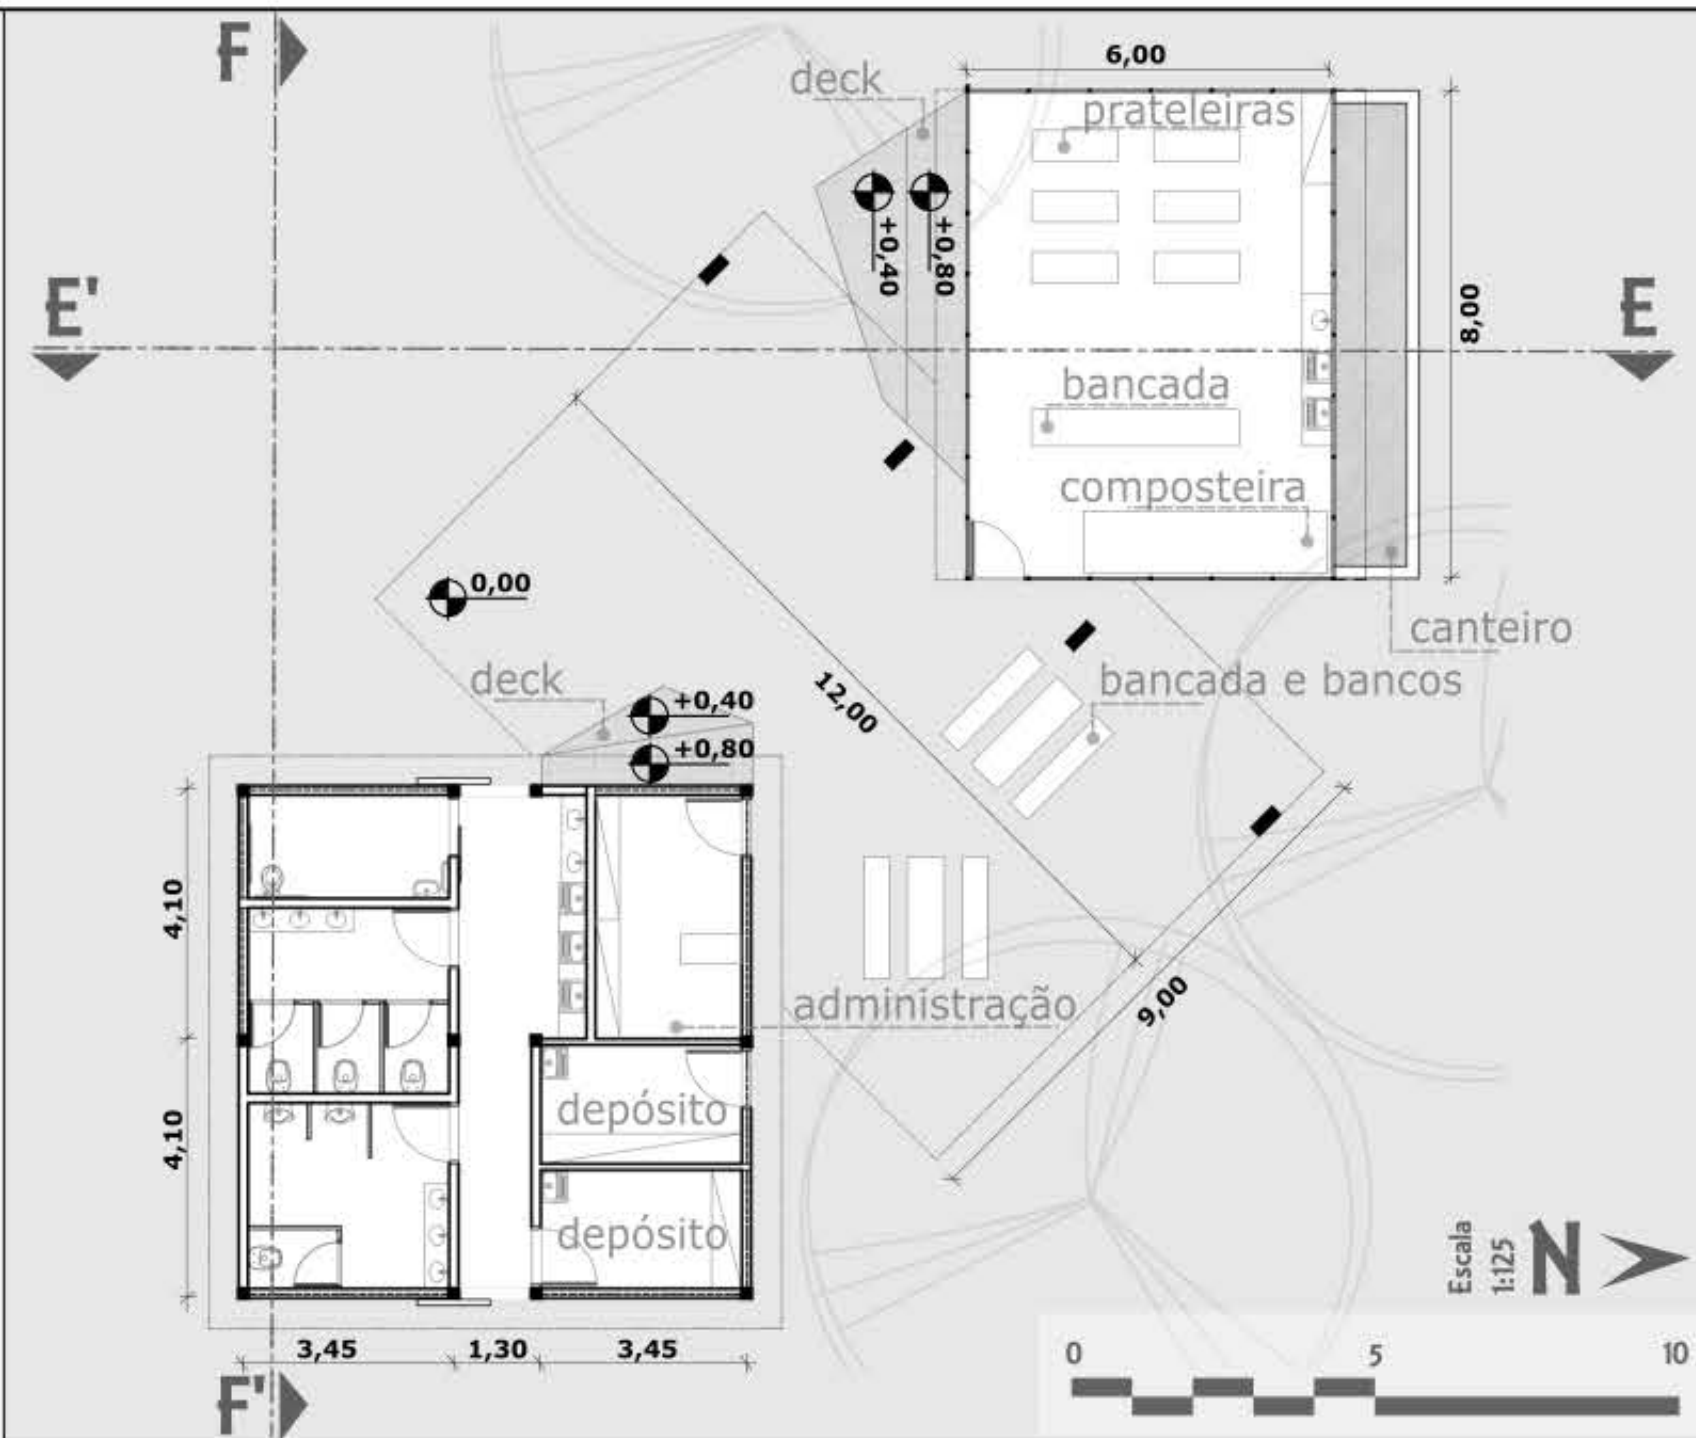 F
6,00
deck
prateleiras
+0,40
+0,80
E'
E
8,00
bancada
composteira
0,00
canteiro
deck
+0,40
12,00
bancada e bancos
+0,80
4,10
administração
9,00
depósito
4,10
depósito
Escala
1:125
N
3,45
1,30
3,45
0
5
10
F'